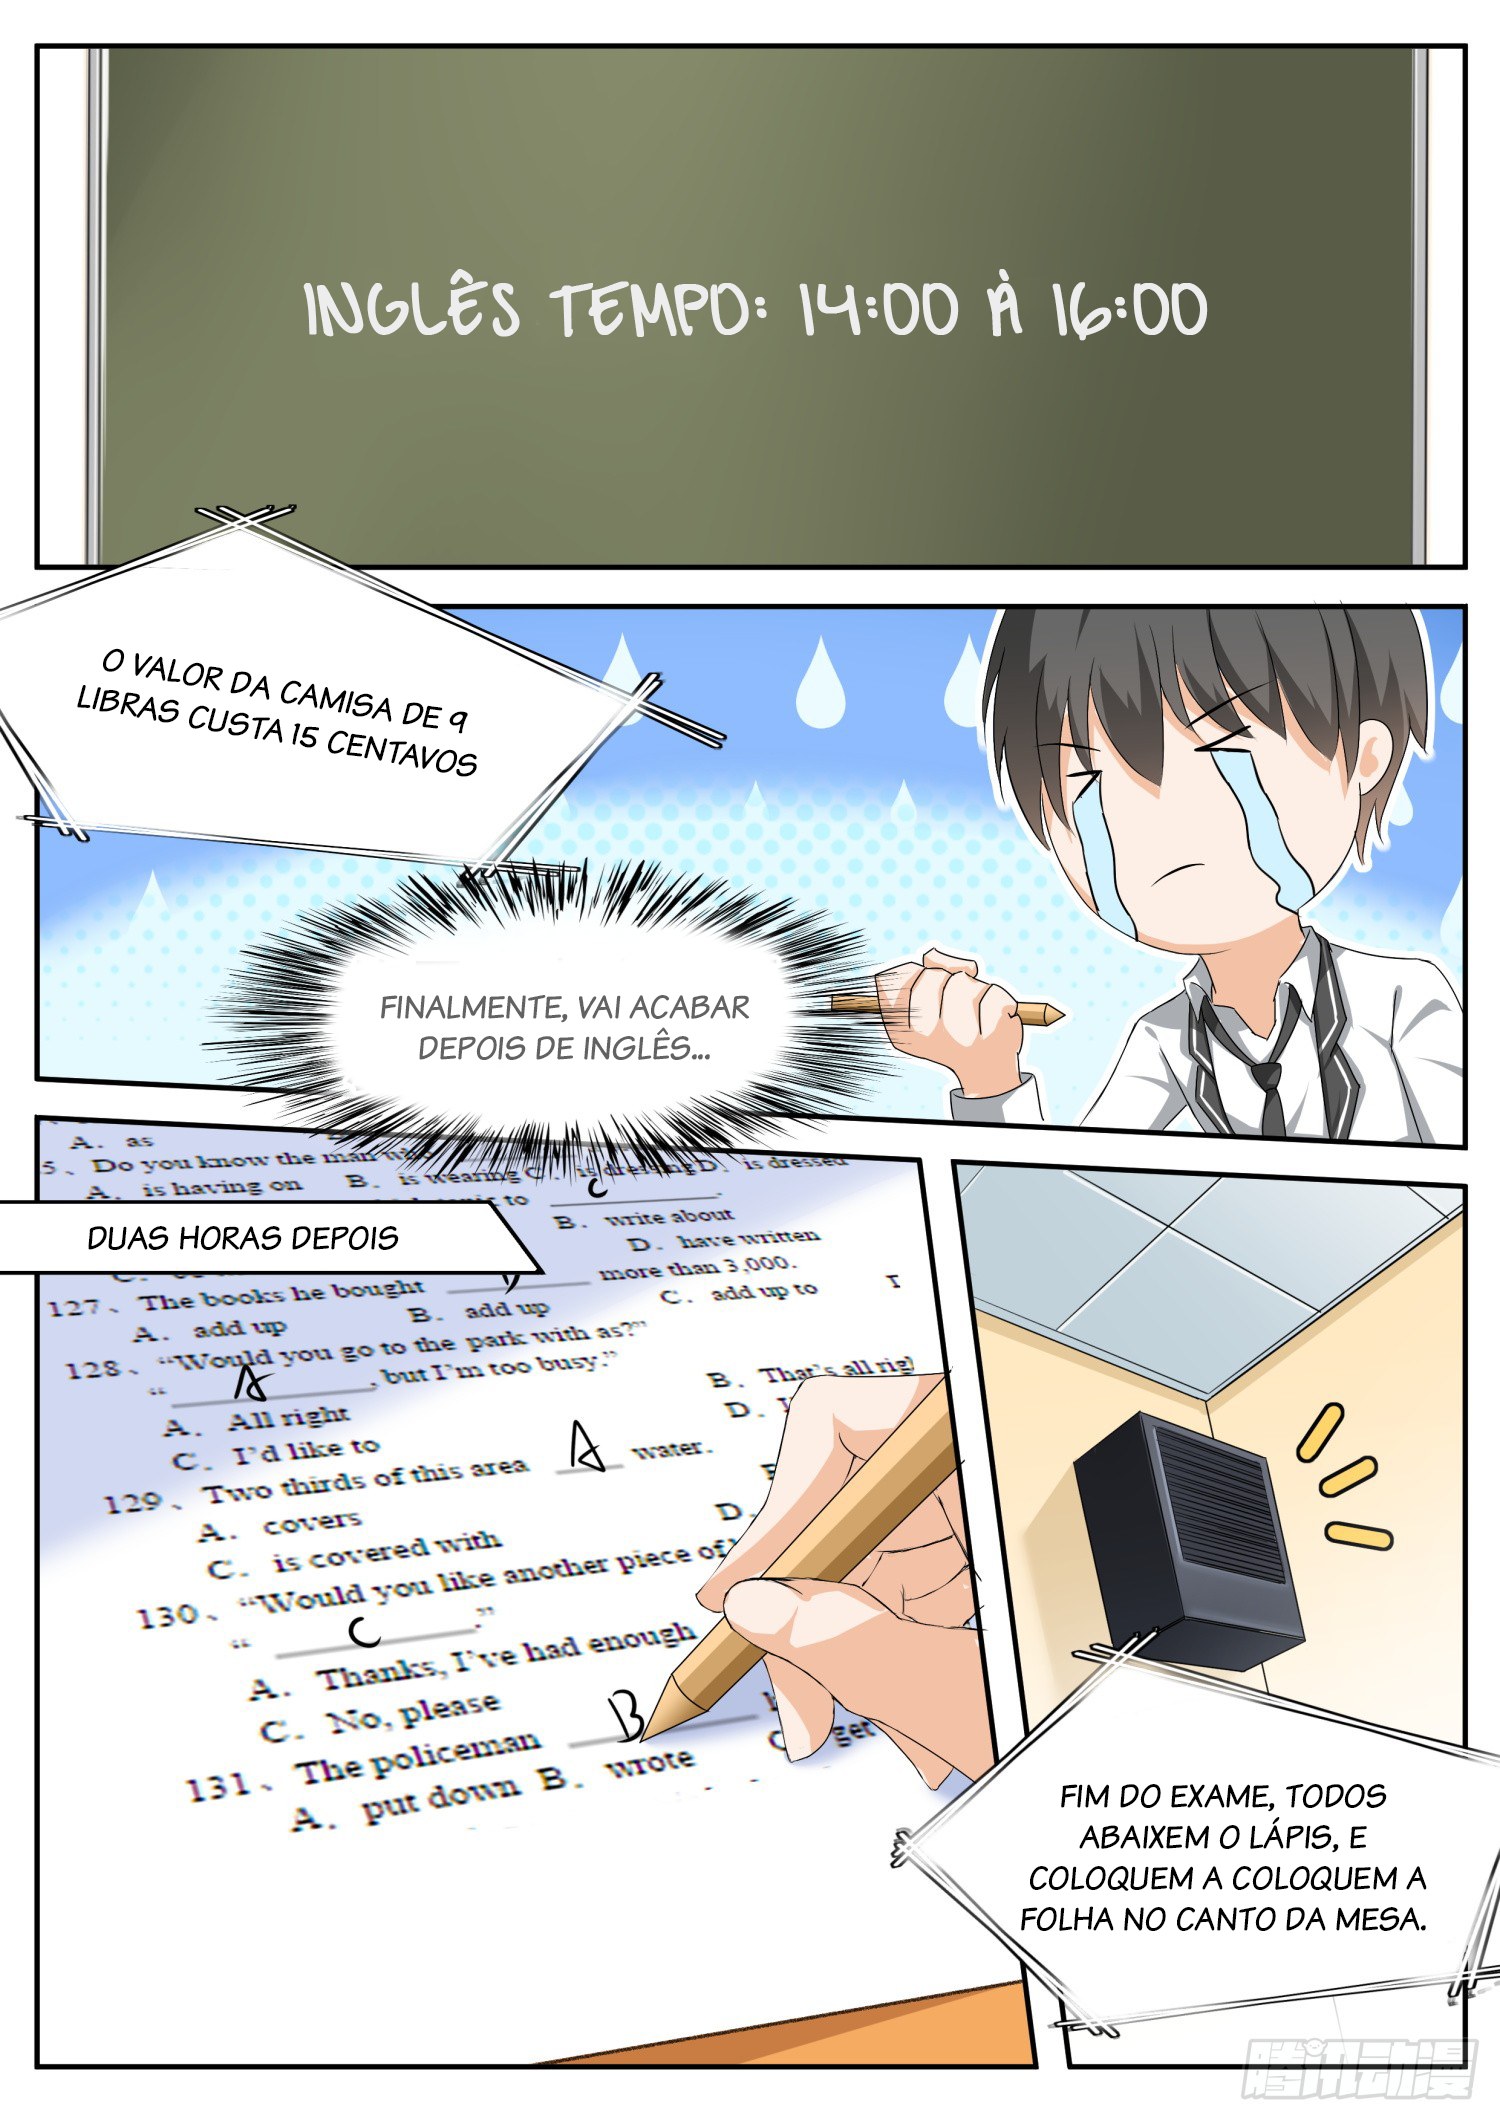 INGLÊS TEMPO: 14:00 À 16:00
O VALOR DA CAMISA DE 9
LIBRAS CUSTA 15 CENTAVOS
FINALMENTE, VAI ACABAR
DEPOIS DE INGLÊS...
A. as
5、Do you know the man who
A. is having on B. is wearing C. is dressing D. is dressed
DUAS HORAS DEPOIS
to C
B. write about
D. have written
127、The books he bought more than 3,000.
A. add up B. add up C. add up to
128、“Would you go to the park with as?”
“ A , but I'm too busy.”
A. All right B. That's all
C. I'd like to D.
129、Two thirds of this area A water.
A. covers
C. is covered with D.
130、“Would you like another piece of
“ C .”
A. Thanks, I've had enough
C. No, please
131、The policeman B
A. put down B. wrote C. get
FIM DO EXAME, TODOS
ABAIXEM O LÁPIS, E
COLOQUEM A COLOQUEM A
FOLHA NO CANTO DA MESA.
腾讯动漫